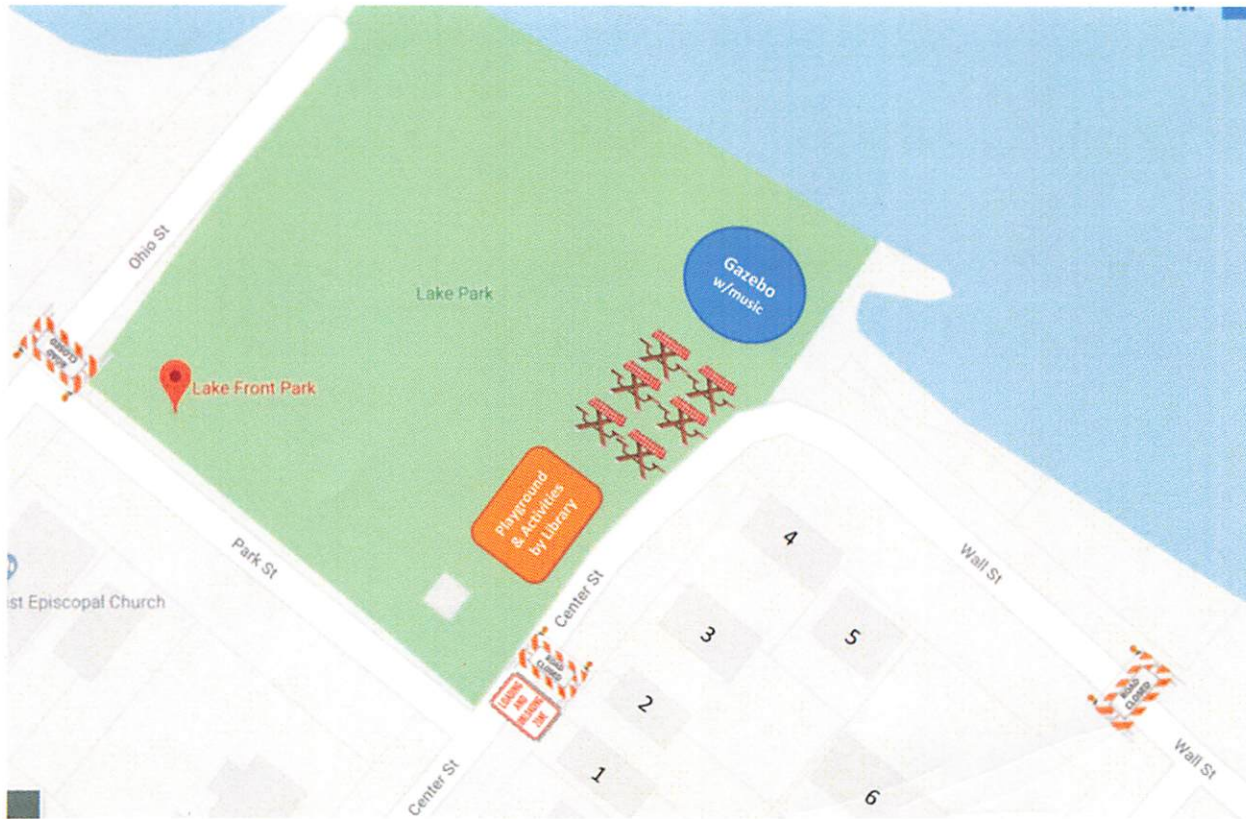 Ohio St
Lake Park
Gazebo
w/music
ROAD
CLOSED
Lake Front Park
Playground
& Activities
by Library
Park St
Center St
Wall St
4
3
5
ist Episcopal Church
ROAD
CLOSED
LOADING
AND
UNLOADING
ZONE
2
ROAD
CLOSED
1
6
Center St
Wall St